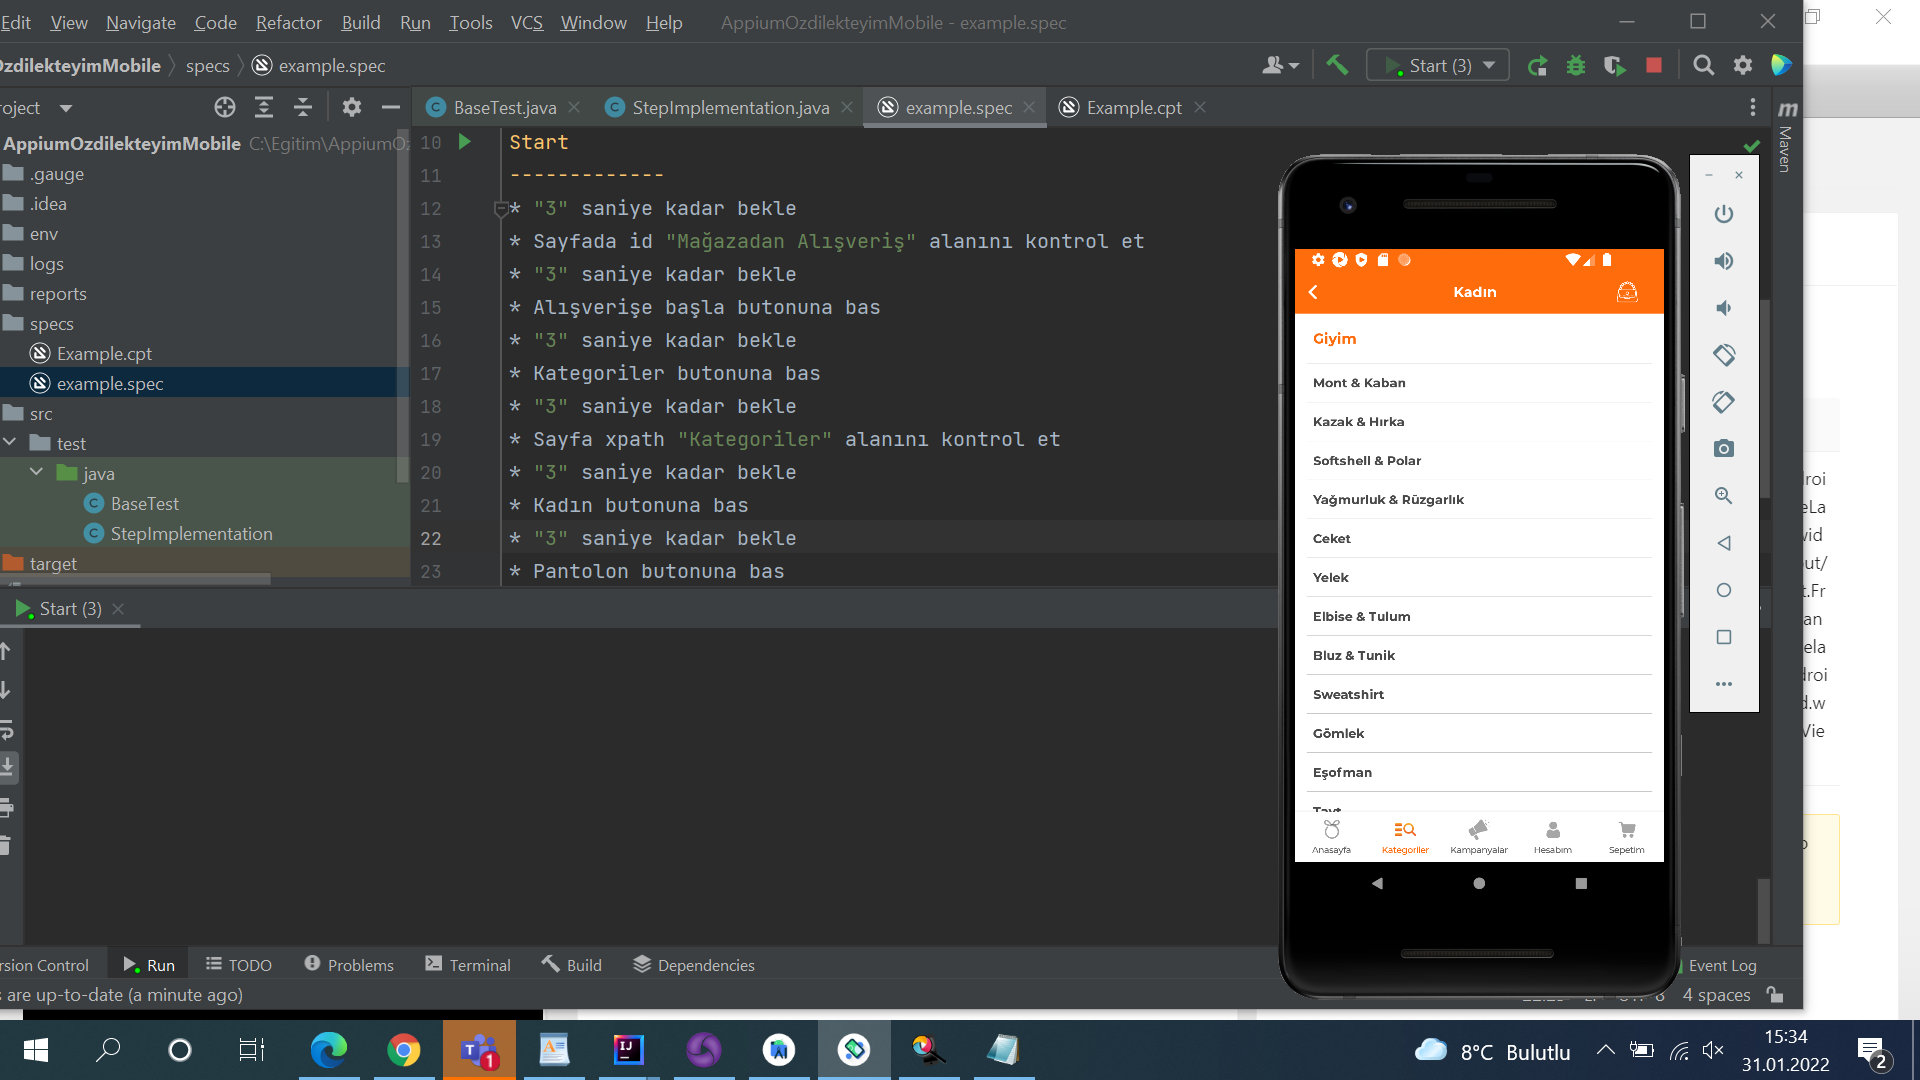 Edit View Navigate Code Refactor Build Run Tools VCS Window Help AppiumOzdilekteyimMobile - example.spec
OzdilekteyimMobile specs example.spec
Start (3)
BaseTest.java StepImplementation.java example.spec Example.cpt
AppiumOzdilekteyimMobile C:\Egitim\AppiumOz
.gauge
.idea
env
logs
reports
specs
Example.cpt
example.spec
src
test
java
BaseTest
StepImplementation
target
10 Start
11 -------------
12 * "3" saniye kadar bekle
13 * Sayfada id "Mağazadan Alışveriş" alanını kontrol et
14 * "3" saniye kadar bekle
15 * Alışverişe başla butonuna bas
16 * "3" saniye kadar bekle
17 * Kategoriler butonuna bas
18 * "3" saniye kadar bekle
19 * Sayfa xpath "Kategoriler" alanını kontrol et
20 * "3" saniye kadar bekle
21 * Kadın butonuna bas
22 * "3" saniye kadar bekle
23 * Pantolon butonuna bas
Maven
Kadın
Giyim
Mont & Kaban
Kazak & Hırka
Softshell & Polar
Yağmurluk & Rüzgarlık
Ceket
Yelek
Elbise & Tulum
Bluz & Tunik
Sweatshirt
Gömlek
Eşofman
Tayt
Anasayfa Kategoriler Kampanyalar Hesabım Sepetim
Start (3)
Run TODO Problems Terminal Build Dependencies
Event Log
are up-to-date (a minute ago)
4 spaces
8°C Bulutlu
15:34
31.01.2022
1
2